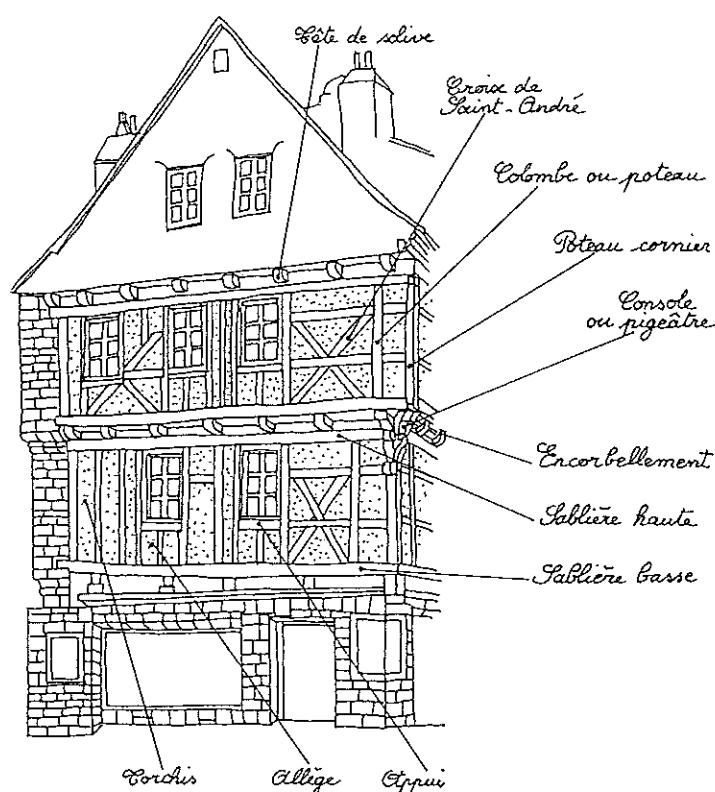 Tête de solive
Croix de
Saint-André
Colombe ou poteau
Poteau cornier
Console
ou pigeâtre
Encorbellement
Sablière haute
Sablière basse
Torchis
Allège
Appui